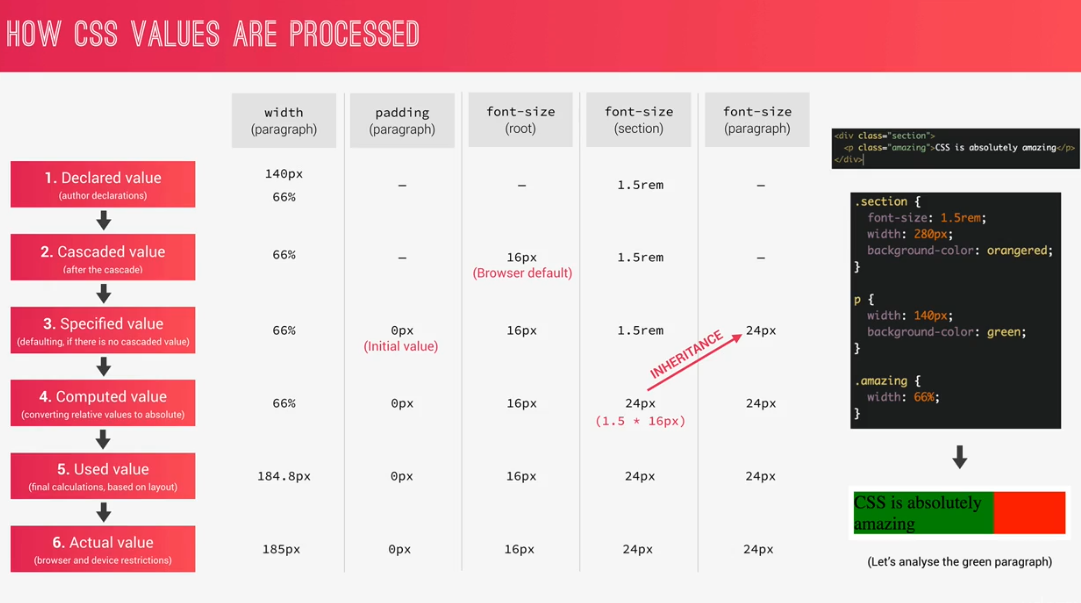 HOW CSS VALUES ARE PROCESSED
width
(paragraph)
padding
(paragraph)
font-size
(root)
font-size
(section)
font-size
(paragraph)
1. Declared value
(author declarations)
140px
66%
–
–
1.5rem
–
2. Cascaded value
(after the cascade)
66%
–
16px
(Browser default)
1.5rem
–
3. Specified value
(defaulting, if there is no cascaded value)
66%
0px
(Initial value)
16px
1.5rem
INHERITANCE
24px
4. Computed value
(converting relative values to absolute)
66%
0px
16px
24px
(1.5 * 16px)
24px
5. Used value
(final calculations, based on layout)
184.8px
0px
16px
24px
24px
6. Actual value
(browser and device restrictions)
185px
0px
16px
24px
24px
<div class="section">
<p class="amazing">CSS is absolutely amazing</p>
</div>
.section {
font-size: 1.5rem;
width: 280px;
background-color: orangered;
}
p {
width: 140px;
background-color: green;
}
.amazing {
width: 66%;
}
CSS is absolutely
amazing
(Let's analyse the green paragraph)